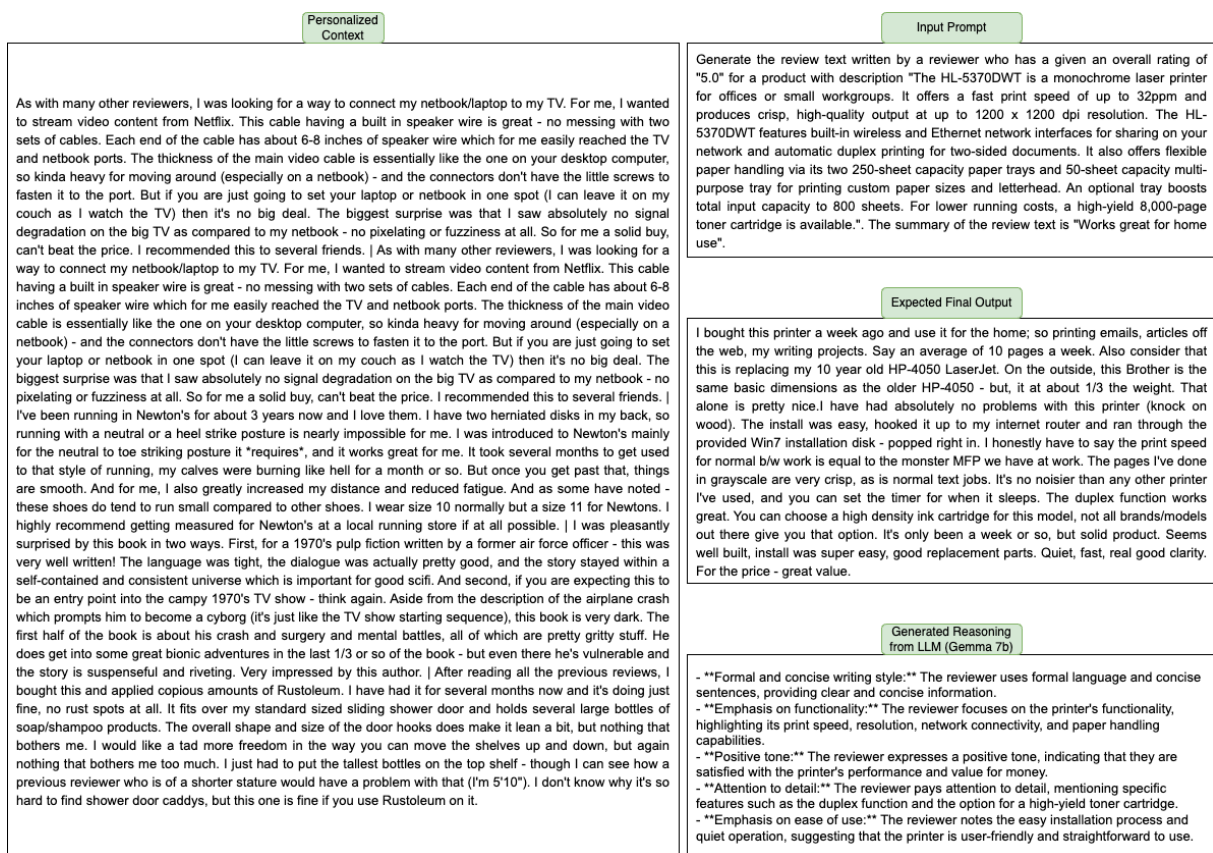 Personalized
Context
As with many other reviewers, I was looking for a way to connect my netbook/laptop to my TV. For me, I wanted
to stream video content from Netflix. This cable having a built in speaker wire is great - no messing with two
sets of cables. Each end of the cable has about 6-8 inches of speaker wire which for me easily reached the TV
and netbook ports. The thickness of the main video cable is essentially like the one on your desktop computer,
so kinda heavy for moving around (especially on a netbook) - and the connectors don't have the little screws to
fasten it to the port. But if you are just going to set your laptop or netbook in one spot (I can leave it on my
couch as I watch the TV) then it's no big deal. The biggest surprise was that I saw absolutely no signal
degradation on the big TV as compared to my netbook - no pixelating or fuzziness at all. So for me a solid buy,
can't beat the price. I recommended this to several friends. | As with many other reviewers, I was looking for a
way to connect my netbook/laptop to my TV. For me, I wanted to stream video content from Netflix. This cable
having a built in speaker wire is great - no messing with two sets of cables. Each end of the cable has about 6-8
inches of speaker wire which for me easily reached the TV and netbook ports. The thickness of the main video
cable is essentially like the one on your desktop computer, so kinda heavy for moving around (especially on a
netbook) - and the connectors don't have the little screws to fasten it to the port. But if you are just going to set
your laptop or netbook in one spot (I can leave it on my couch as I watch the TV) then it's no big deal. The
biggest surprise was that I saw absolutely no signal degradation on the big TV as compared to my netbook - no
pixelating or fuzziness at all. So for me a solid buy, can't beat the price. I recommended this to several friends. |
I've been running in Newton's for about 3 years now and I love them. I have two herniated disks in my back, so
running with a neutral or a heel strike posture is nearly impossible for me. I was introduced to Newton's mainly
for the neutral to toe striking posture it *requires*, and it works great for me. It took several months to get used
to that style of running, my calves were burning like hell for a month or so. But once you get past that, things
are smooth. And for me, I also greatly increased my distance and reduced fatigue. And as some have noted -
these shoes do tend to run small compared to other shoes. I wear size 10 normally but a size 11 for Newtons. I
highly recommend getting measured for Newton's at a local running store if at all possible. | I was pleasantly
surprised by this book in two ways. First, for a 1970's pulp fiction written by a former air force officer - this was
very well written! The language was tight, the dialogue was actually pretty good, and the story stayed within a
self-contained and consistent universe which is important for good scifi. And second, if you are expecting this to
be an entry point into the campy 1970's TV show - think again. Aside from the description of the airplane crash
which prompts him to become a cyborg (it's just like the TV show starting sequence), this book is very dark. The
first half of the book is about his crash and surgery and mental battles, all of which are pretty gritty stuff. He
does get into some great bionic adventures in the last 1/3 or so of the book - but even there he's vulnerable and
the story is suspenseful and riveting. Very impressed by this author. | After reading all the previous reviews, I
bought this and applied copious amounts of Rustoleum. I have had it for several months now and it's doing just
fine, no rust spots at all. It fits over my standard sized sliding shower door and holds several large bottles of
soap/shampoo products. The overall shape and size of the door hooks does make it lean a bit, but nothing that
bothers me. I would like a tad more freedom in the way you can move the shelves up and down, but again
nothing that bothers me too much. I just had to put the tallest bottles on the top shelf - though I can see how a
previous reviewer who is of a shorter stature would have a problem with that (I'm 5'10"). I don't know why it's so
hard to find shower door caddys, but this one is fine if you use Rustoleum on it.
Input Prompt
Generate the review text written by a reviewer who has a given an overall rating of
"5.0" for a product with description "The HL-5370DWT is a monochrome laser printer
for offices or small workgroups. It offers a fast print speed of up to 32ppm and
produces crisp, high-quality output at up to 1200 x 1200 dpi resolution. The HL-
5370DWT features built-in wireless and Ethernet network interfaces for sharing on your
network and automatic duplex printing for two-sided documents. It also offers flexible
paper handling via its two 250-sheet capacity paper trays and 50-sheet capacity multi-
purpose tray for printing custom paper sizes and letterhead. An optional tray boosts
total input capacity to 800 sheets. For lower running costs, a high-yield 8,000-page
toner cartridge is available.". The summary of the review text is "Works great for home
use".
Expected Final Output
I bought this printer a week ago and use it for the home; so printing emails, articles off
the web, my writing projects. Say an average of 10 pages a week. Also consider that
this is replacing my 10 year old HP-4050 LaserJet. On the outside, this Brother is the
same basic dimensions as the older HP-4050 - but, it at about 1/3 the weight. That
alone is pretty nice.I have had absolutely no problems with this printer (knock on
wood). The install was easy, hooked it up to my internet router and ran through the
provided Win7 installation disk - popped right in. I honestly have to say the print speed
for normal b/w work is equal to the monster MFP we have at work. The pages I've done
in grayscale are very crisp, as is normal text jobs. It's no noisier than any other printer
I've used, and you can set the timer for when it sleeps. The duplex function works
great. You can choose a high density ink cartridge for this model, not all brands/models
out there give you that option. It's only been a week or so, but solid product. Seems
well built, install was super easy, good replacement parts. Quiet, fast, real good clarity.
For the price - great value.
Generated Reasoning
from LLM (Gemma 7b)
- **Formal and concise writing style:** The reviewer uses formal language and concise
sentences, providing clear and concise information.
- **Emphasis on functionality:** The reviewer focuses on the printer's functionality,
highlighting its print speed, resolution, network connectivity, and paper handling
capabilities.
- **Positive tone:** The reviewer expresses a positive tone, indicating that they are
satisfied with the printer's performance and value for money.
- **Attention to detail:** The reviewer pays attention to detail, mentioning specific
features such as the duplex function and the option for a high-yield toner cartridge.
- **Emphasis on ease of use:** The reviewer notes the easy installation process and
quiet operation, suggesting that the printer is user-friendly and straightforward to use.